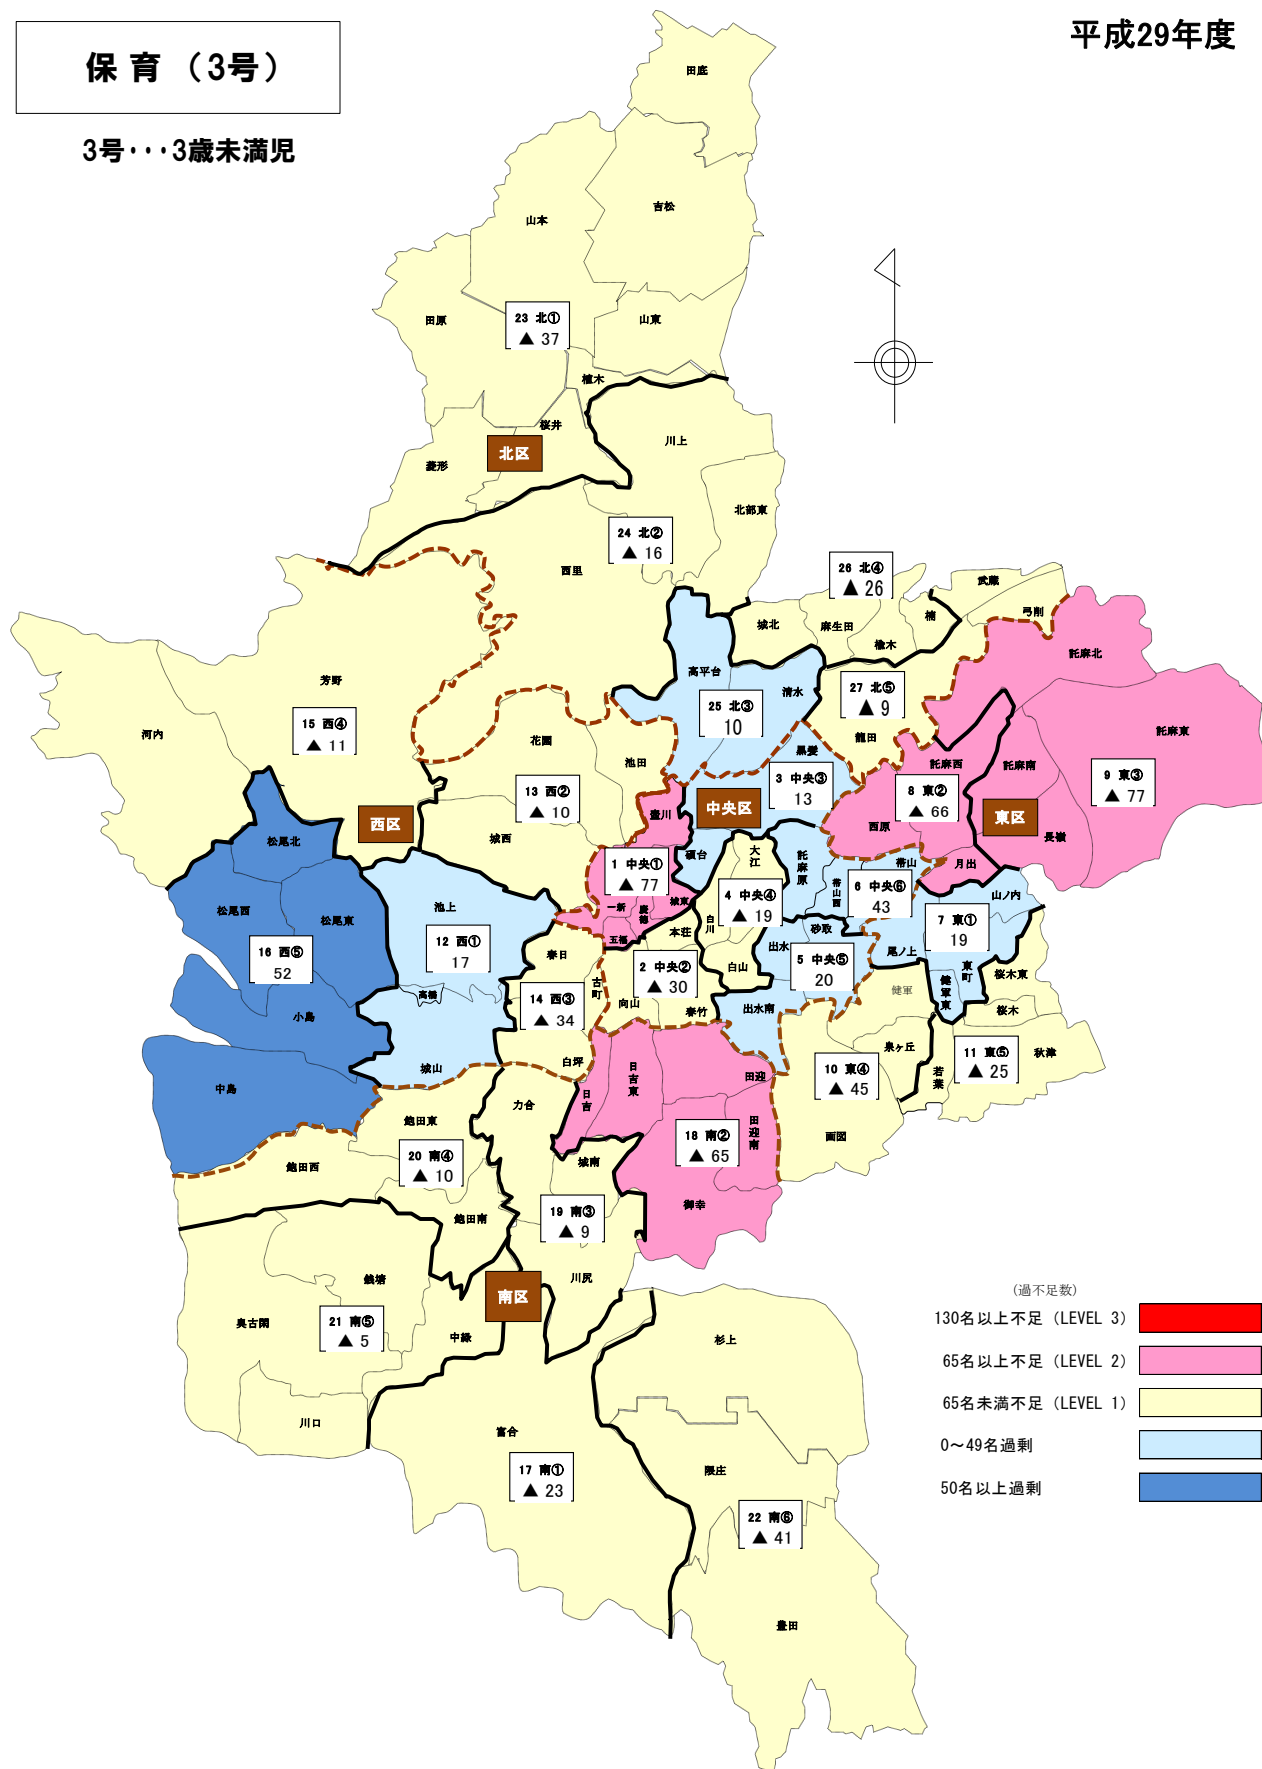 保 育 （3号）
平成29年度
3号・・・3歳未満児
田底
吉松
山本
田原
山東
23 北①
▲ 37
植木
桜井
北区
菱形
川上
北部東
24 北②
▲ 16
西里
26 北④
▲ 26
武蔵
弓削
楠
城北
麻生田
楡木
託麻北
高平台
清水
25 北③
10
27 北⑤
▲ 9
龍田
芳野
15 西④
▲ 11
河内
花園
池田
黒髪
託麻西
託麻南
託麻東
13 西②
▲ 10
3 中央③
13
8 東②
▲ 66
9 東③
▲ 77
西区
中央区
東区
壷川
西原
長嶺
松尾北
城西
碩台
大江
託麻原
帯山
月出
1 中央①
▲ 77
4 中央④
▲ 19
帯山西
6 中央⑥
43
山ノ内
松尾西
松尾東
池上
一新
慶徳
城東
白川
砂取
7 東①
19
16 西⑤
52
12 西①
17
五福
本荘
出水
5 中央⑤
20
尾ノ上
東町
春日
2 中央②
▲ 30
白山
桜木東
高橋
14 西③
▲ 34
古町
向山
春竹
出水南
健軍
健軍東
桜木
小島
泉ヶ丘
11 東⑤
▲ 25
秋津
城山
白坪
日吉東
田迎
10 東④
▲ 45
若葉
中島
力合
日吉
田迎南
画図
飽田東
18 南②
▲ 65
飽田西
20 南④
▲ 10
城南
飽田南
19 南③
▲ 9
御幸
銭塘
川尻
南区
奥古閑
21 南⑤
▲ 5
中緑
杉上
川口
富合
17 南①
▲ 23
隈庄
22 南⑥
▲ 41
豊田
（過不足数）
130名以上不足（LEVEL 3）
65名以上不足（LEVEL 2）
65名未満不足（LEVEL 1）
0～49名過剰
50名以上過剰